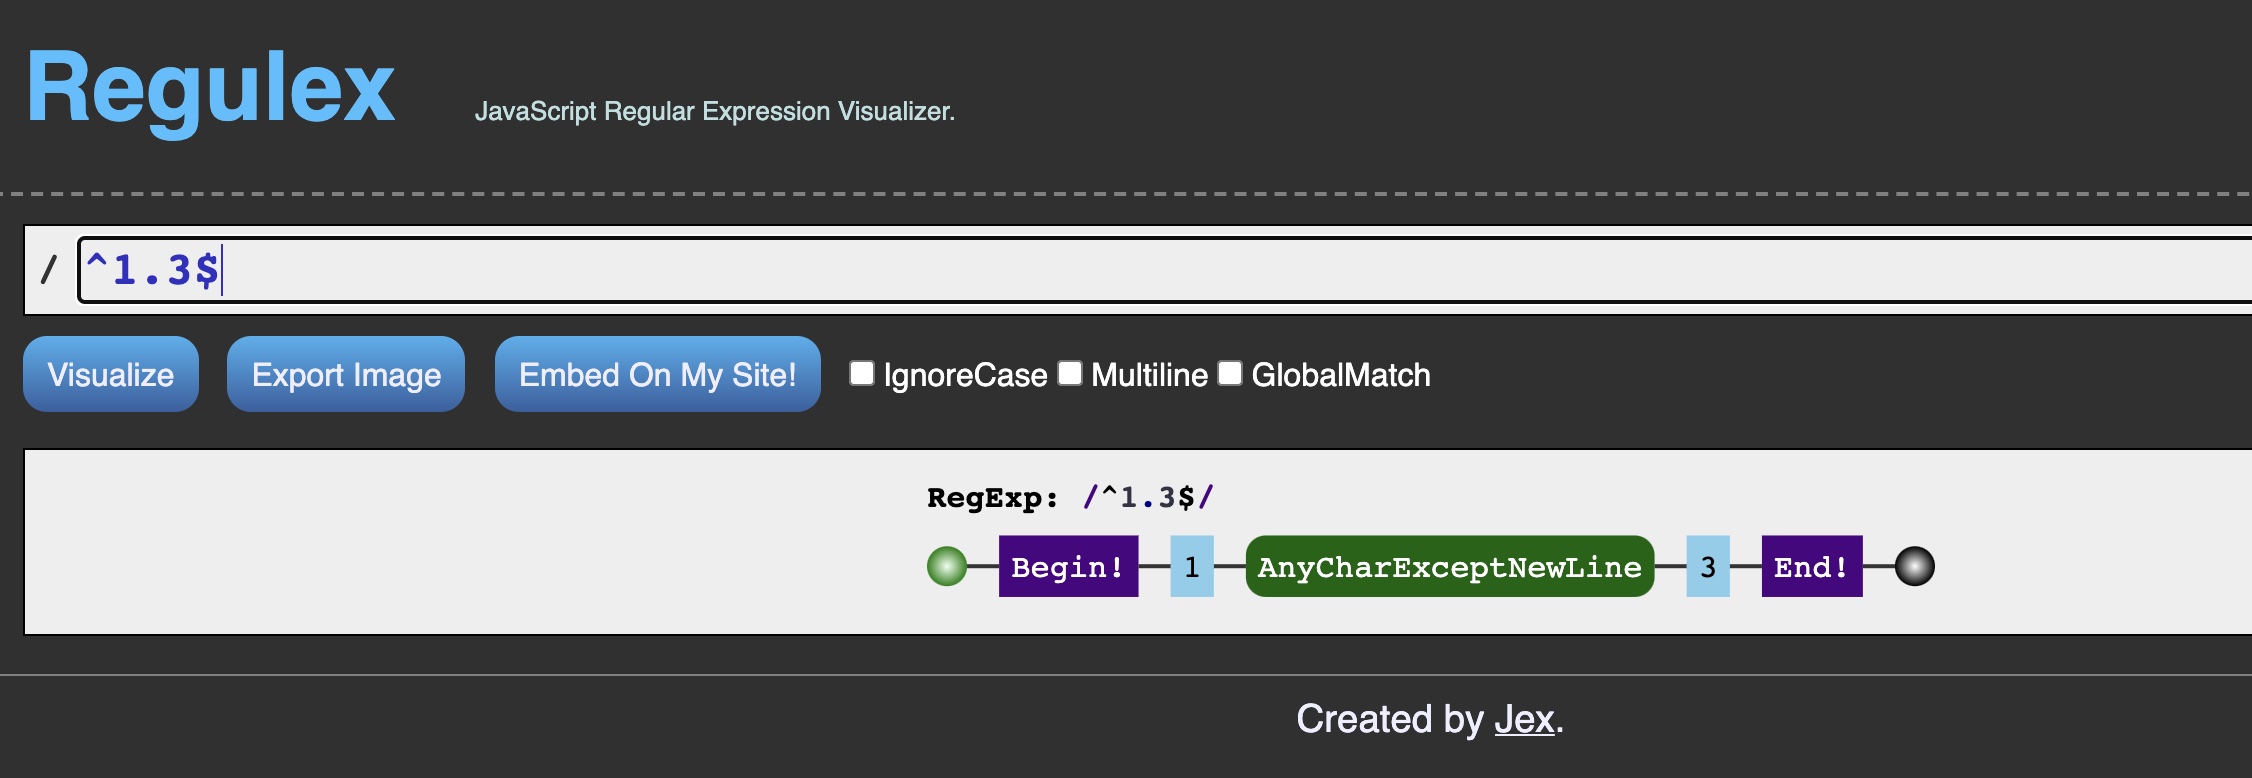 Regulex JavaScript Regular Expression Visualizer.
/ ^1.3$
Visualize Export Image Embed On My Site! IgnoreCase Multiline GlobalMatch
RegExp: /^1.3$/
Begin! 1 AnyCharExceptNewLine 3 End!
Created by Jex.